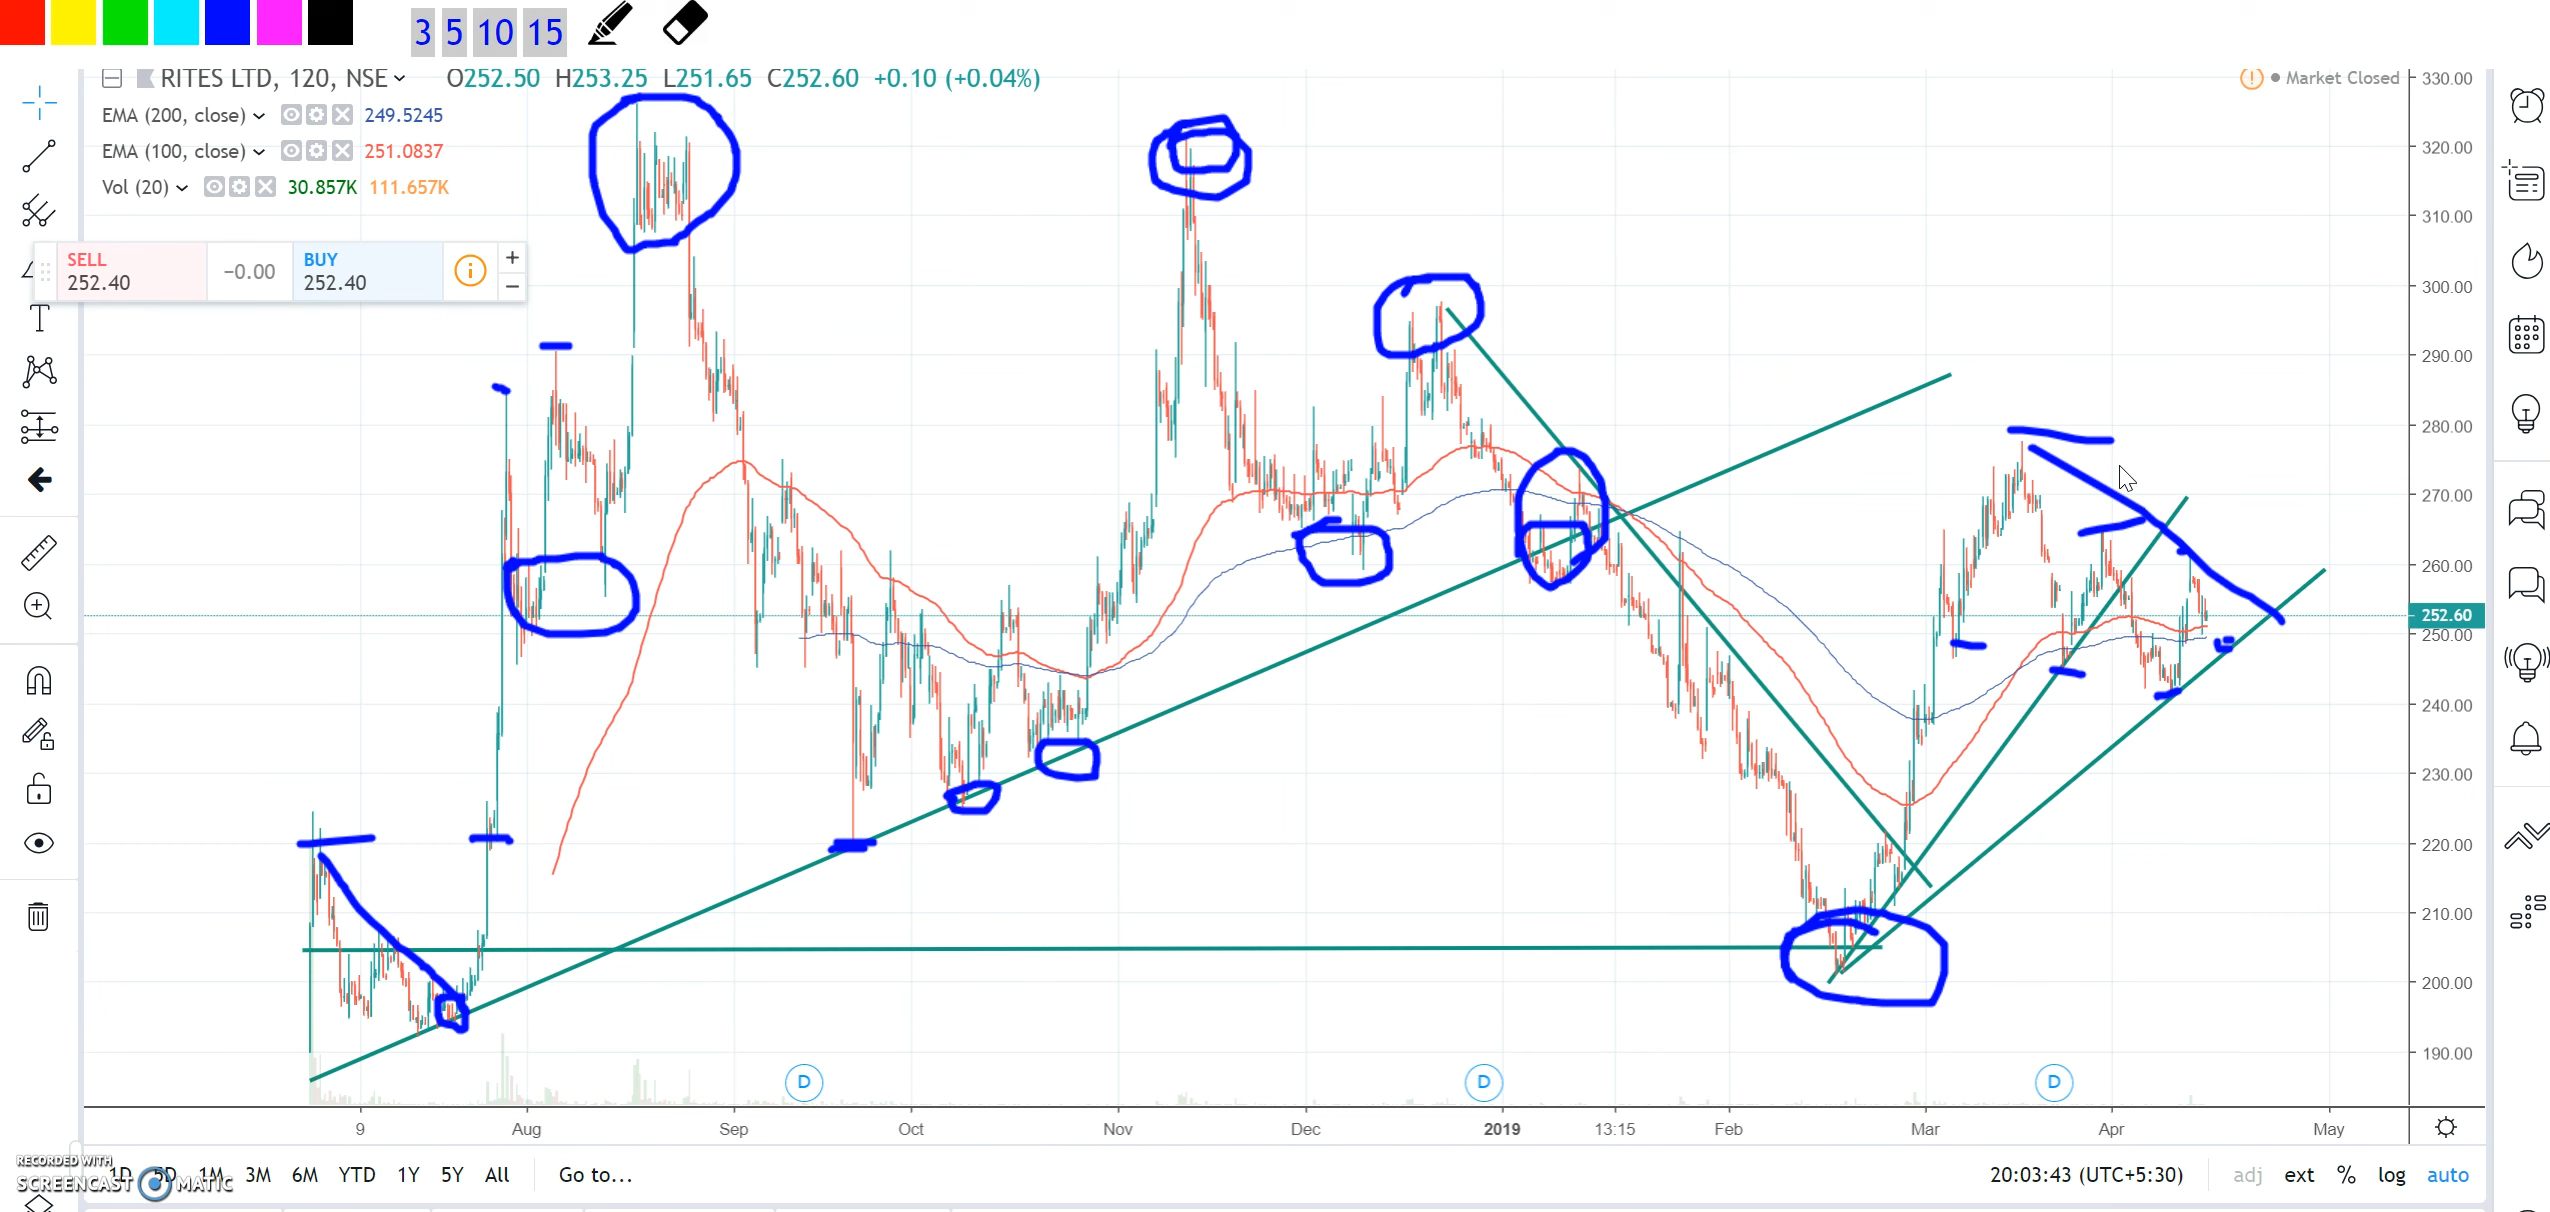 3 5 10 15
RITES LTD, 120, NSE O252.50 H253.25 L251.65 C252.60 +0.10 (+0.04%)
Market Closed
EMA (200, close) 249.5245
EMA (100, close) 251.0837
Vol (20) 30.857K 111.657K
SELL
252.40
−0.00
BUY
252.40
330.00
320.00
310.00
300.00
290.00
280.00
270.00
260.00
252.60
250.00
240.00
230.00
220.00
210.00
200.00
190.00
D D D
9 Aug Sep Oct Nov Dec 2019 13:15 Feb Mar Apr May
RECORDED WITH
SCREENCAST MATIC
1D 5D 1M 3M 6M YTD 1Y 5Y All Go to... 20:03:43 (UTC+5:30) adj ext % log auto